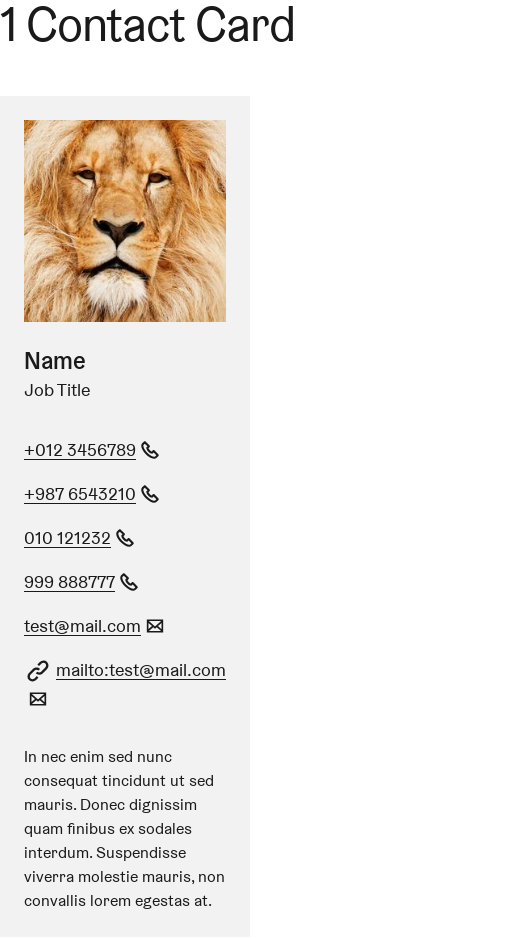 1 Contact Card
Name
Job Title
+012 3456789
+987 6543210
010 121232
999 888777
test@mail.com
mailto:test@mail.com
In nec enim sed nunc
consequat tincidunt ut sed
mauris. Donec dignissim
quam finibus ex sodales
interdum. Suspendisse
viverra molestie mauris, non
convallis lorem egestas at.